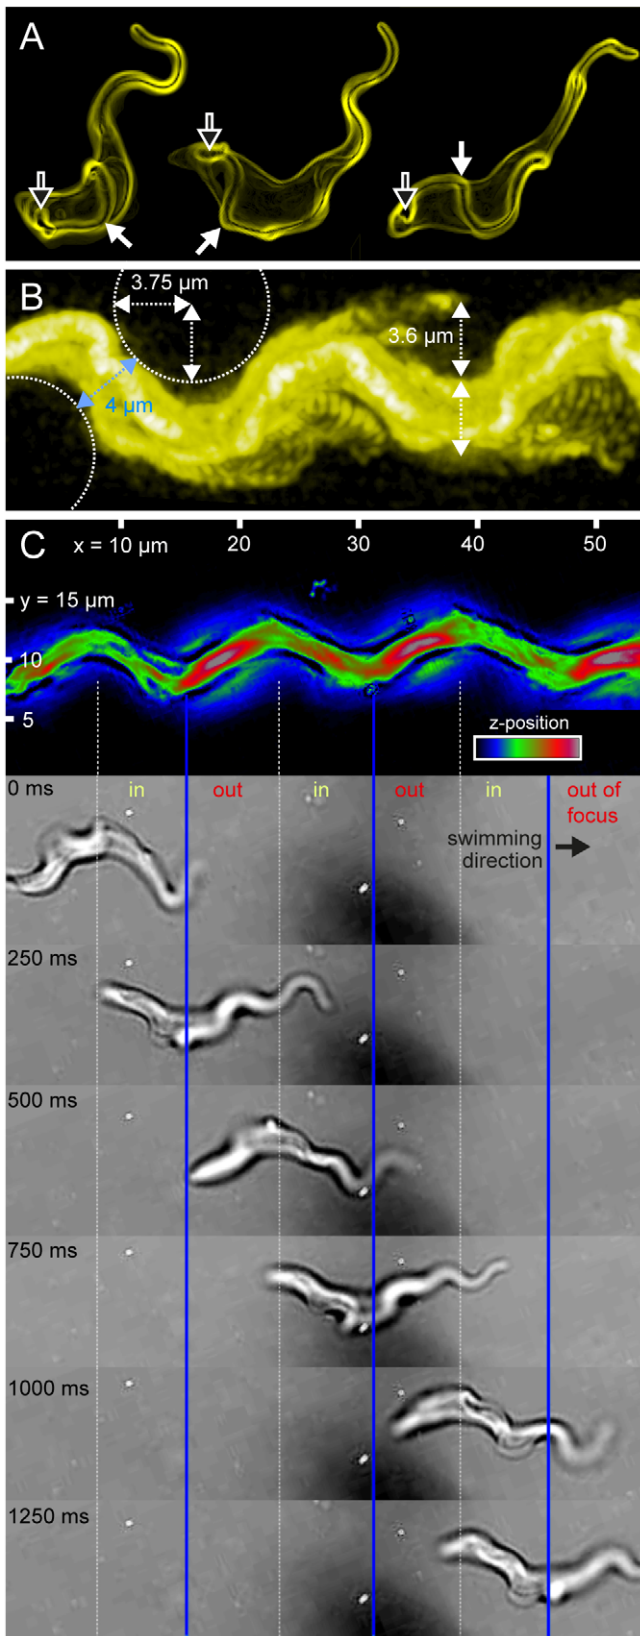 A
B
3.75 µm
3.6 µm
4 µm
C
x = 10 µm 20 30 40 50
y = 15 µm
10
5
z-position
0 ms in out in out in out of
focus
swimming
direction
250 ms
500 ms
750 ms
1000 ms
1250 ms